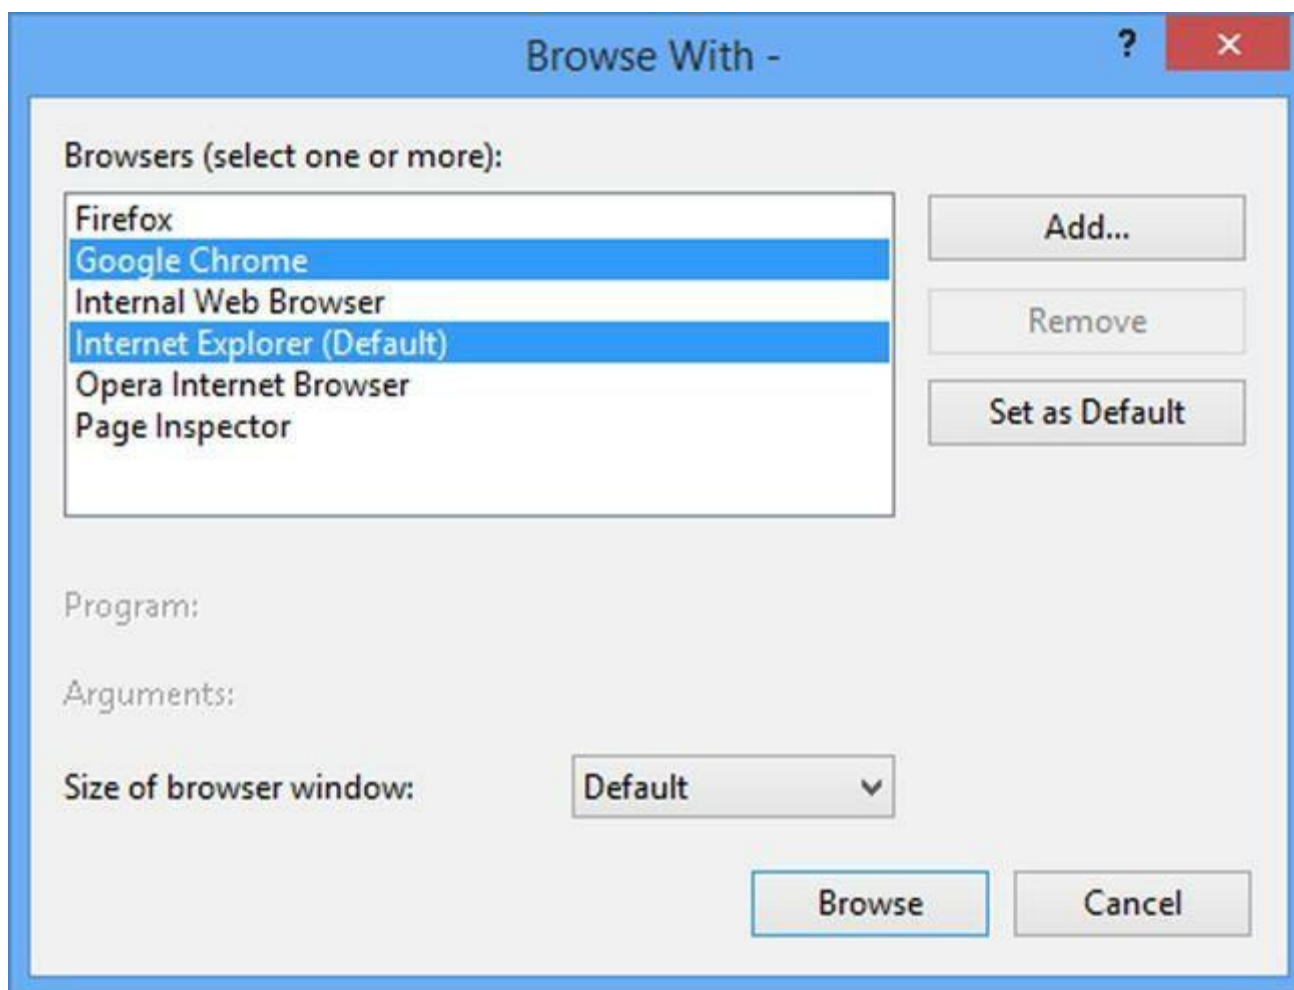 Browse With -
?
Browsers (select one or more):
Firefox
Google Chrome
Internal Web Browser
Internet Explorer (Default)
Opera Internet Browser
Page Inspector
Add...
Remove
Set as Default
Program:
Arguments:
Size of browser window:
Default
Browse
Cancel